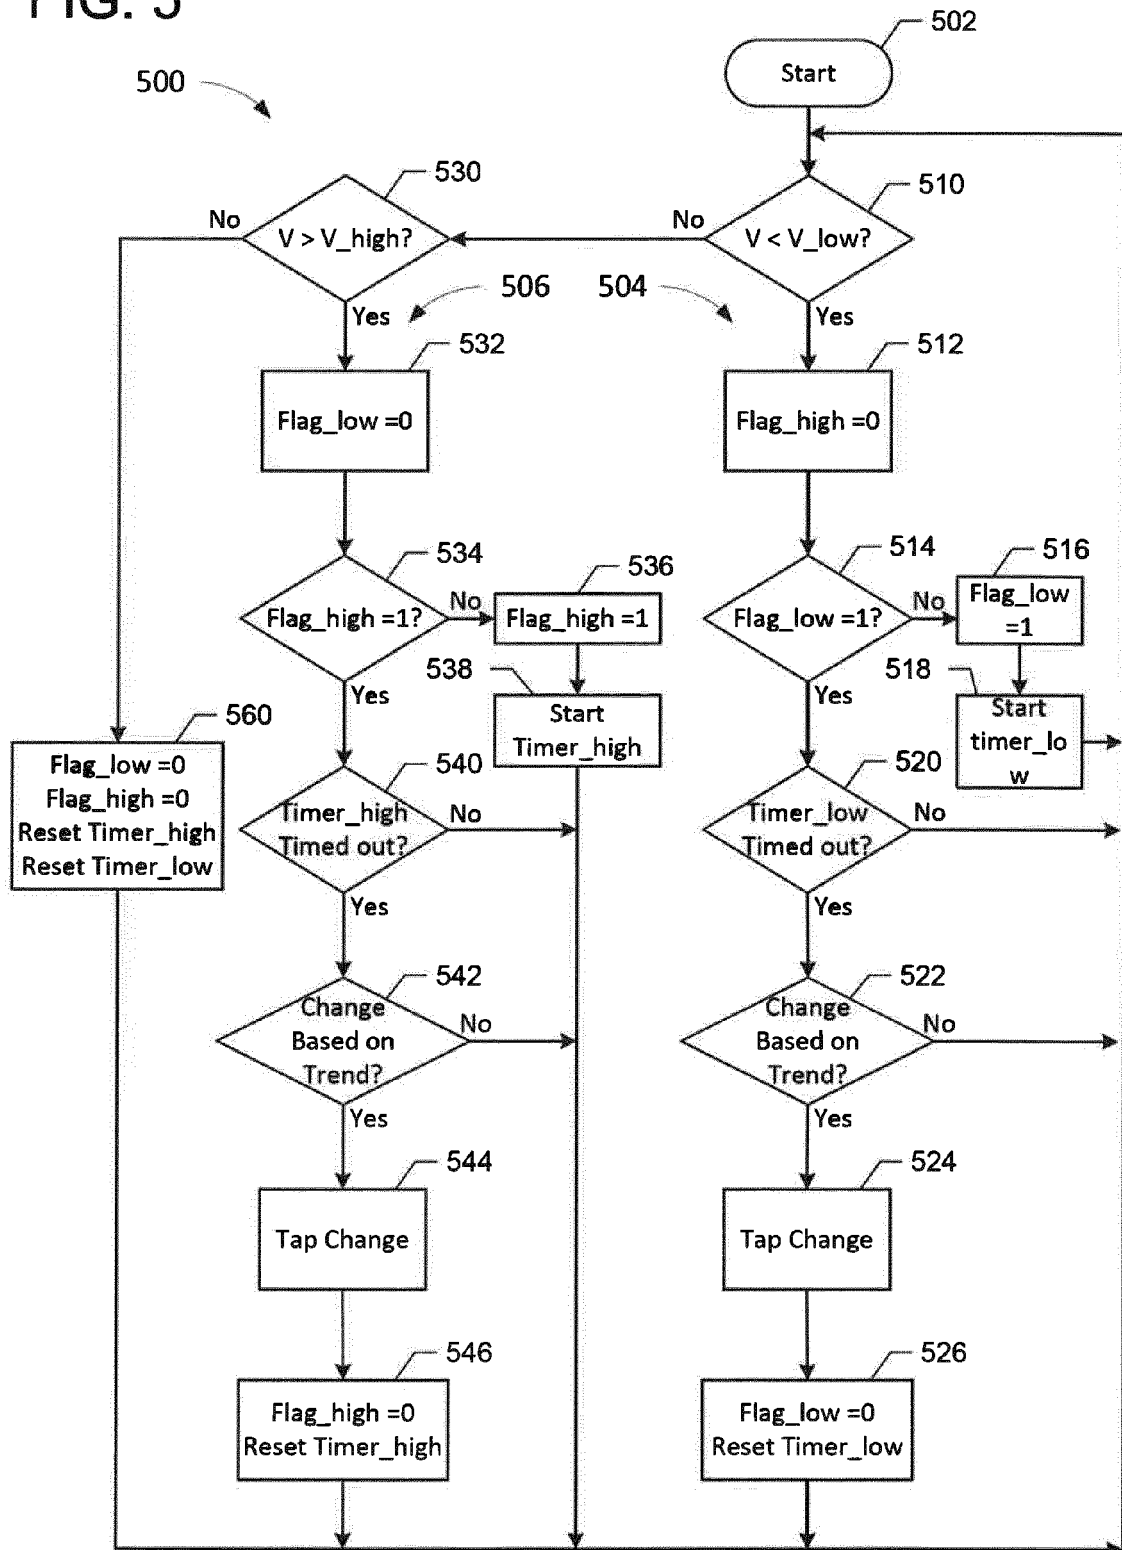 FIG. 5
502
Start
500
530
510
No
V > V_high?
No
V < V_low?
506
504
Yes
Yes
532
512
Flag_low =0
Flag_high =0
534
536
514
516
Flag_high =1?
No
Flag_high =1
Flag_low =1?
No
Flag_low
=1
538
518
Yes
Start
Timer_high
Yes
Start
timer_lo
w
560
Flag_low =0
Flag_high =0
Reset Timer_high
Reset Timer_low
540
520
Timer_high
Timed out?
No
Timer_low
Timed out?
No
Yes
Yes
542
522
Change
Based on
Trend?
No
Change
Based on
Trend?
No
Yes
Yes
544
524
Tap Change
Tap Change
546
526
Flag_high =0
Reset Timer_high
Flag_low =0
Reset Timer_low